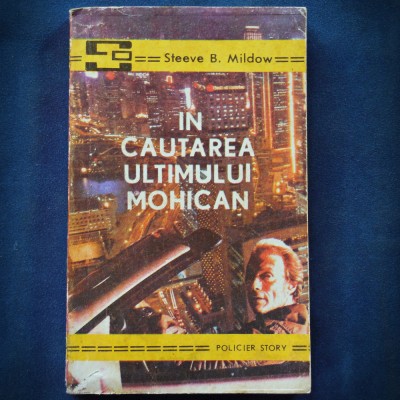 Steeve B. Mildow
IN
CAUTAREA
ULTIMULUI
MOHICAN
POLICIER STORY